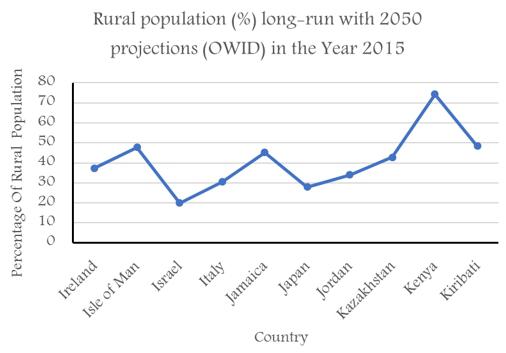 Rural population (%) long-run with 2050
projections (OWID) in the Year 2015
Percentage Of Rural Population
80
70
60
50
40
30
20
10
0
Ireland
Isle of Man
Israel
Italy
Jamaica
Japan
Jordan
Kazakhstan
Kenya
Kiribati
Country